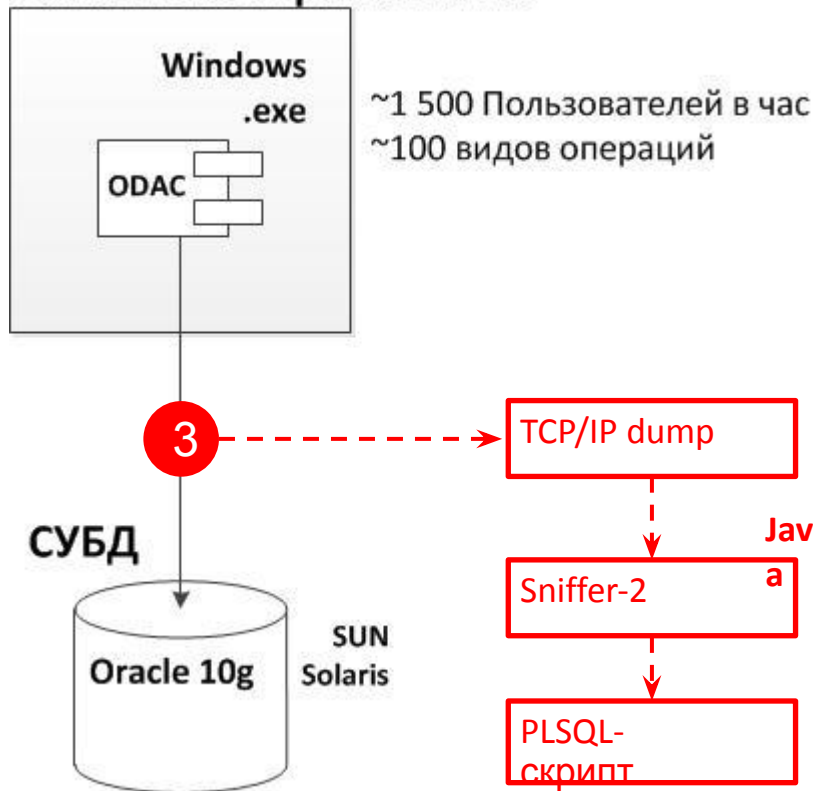 Windows
.exe
ODAC
~1 500 Пользователей в час
~100 видов операций
3
TCP/IP dump
Jav
a
Sniffer-2
PLSQL-
скрипт
СУБД
Oracle 10g
SUN
Solaris